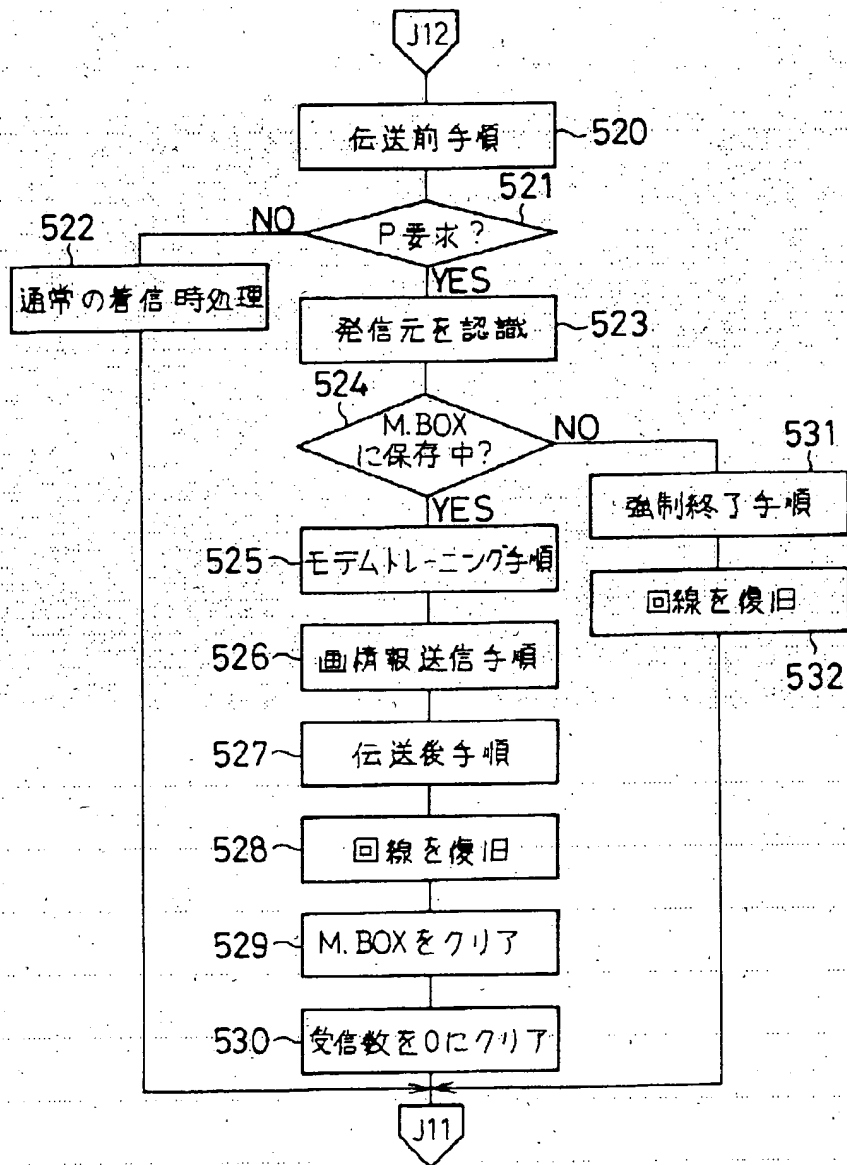 J12
伝送前手順
520
521
P要求?
NO
522
通常の着信時処理
YES
発信元を認識
523
524
M.BOX
に保存中?
NO
531
強制終了手順
YES
525
モデムトレーニング手順
回線を復旧
532
526
画情報送信手順
527
伝送後手順
528
回線を復旧
529
M.BOXをクリア
530
受信数を0にクリア
J11